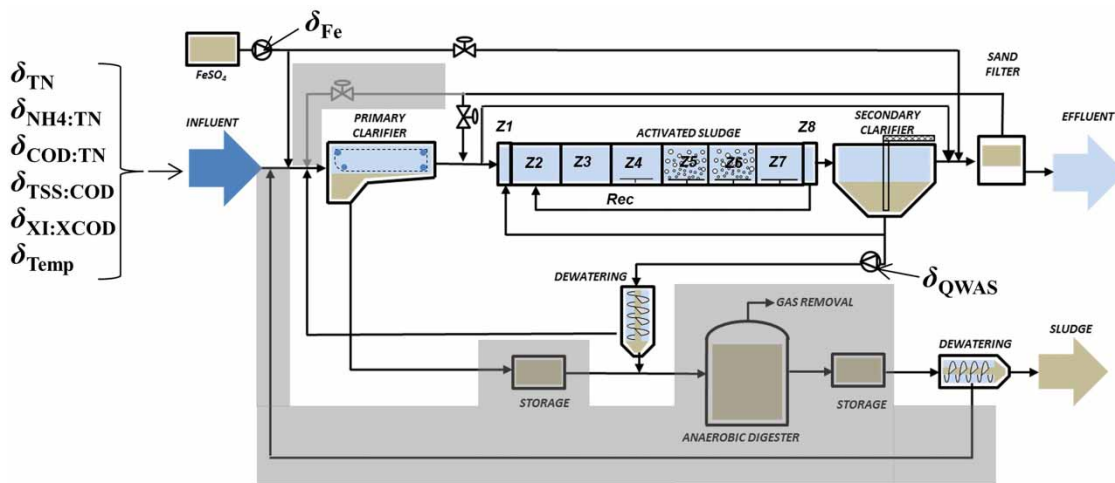 δFe
FeSO₄
SAND
FILTER
δTN
δNH4:TN
δCOD:TN
δTSS:COD
δXI:XCOD
δTemp
INFLUENT
PRIMARY
CLARIFIER
Z1
ACTIVATED SLUDGE
Z8
SECONDARY
CLARIFIER
EFFLUENT
Z2
Z3
Z4
Z5
Z6
Z7
Rec
DEWATERING
δQWAS
GAS REMOVAL
STORAGE
ANAEROBIC DIGESTER
STORAGE
DEWATERING
SLUDGE